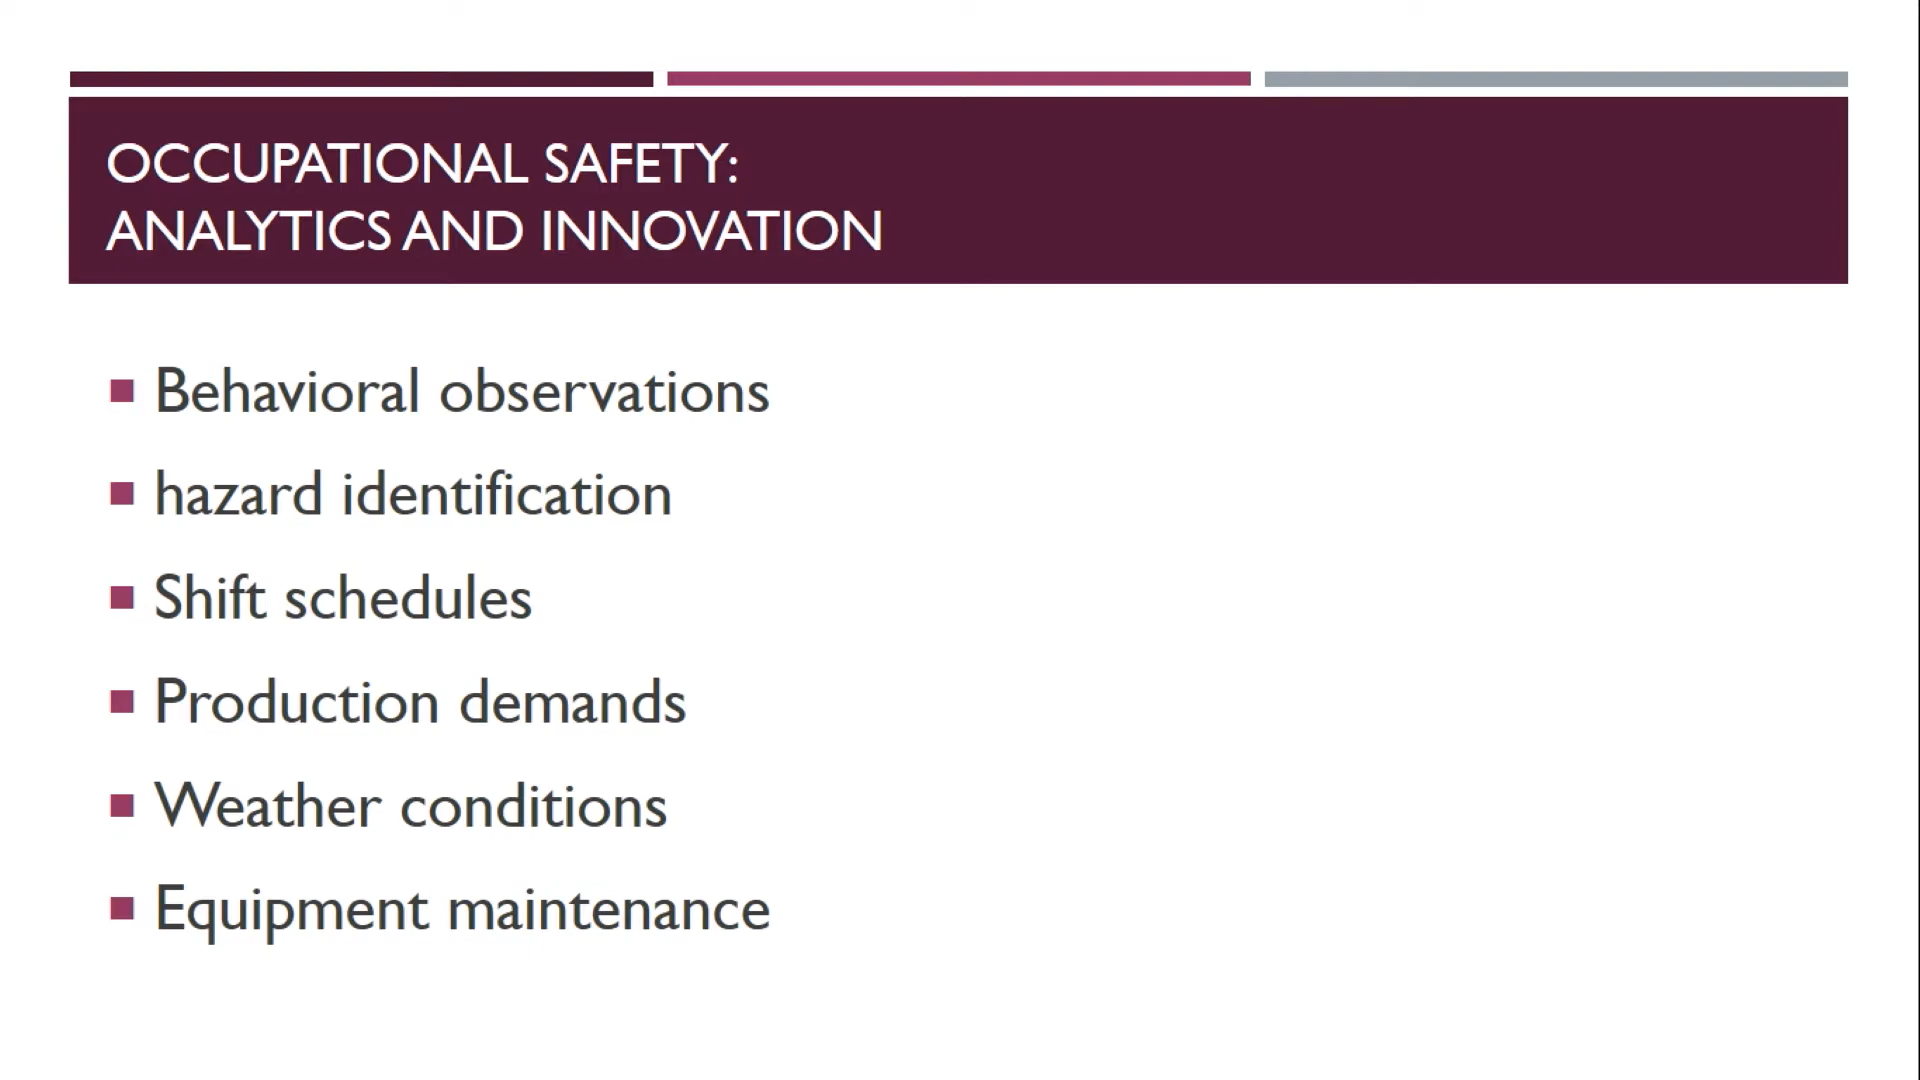 OCCUPATIONAL SAFETY:
ANALYTICS AND INNOVATION
Behavioral observations
hazard identification
Shift schedules
Production demands
Weather conditions
Equipment maintenance